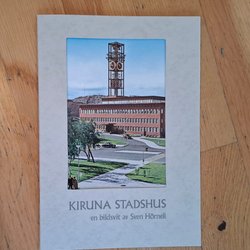 KIRUNA STADSHUS
en bildsvit av Sven Hörnell